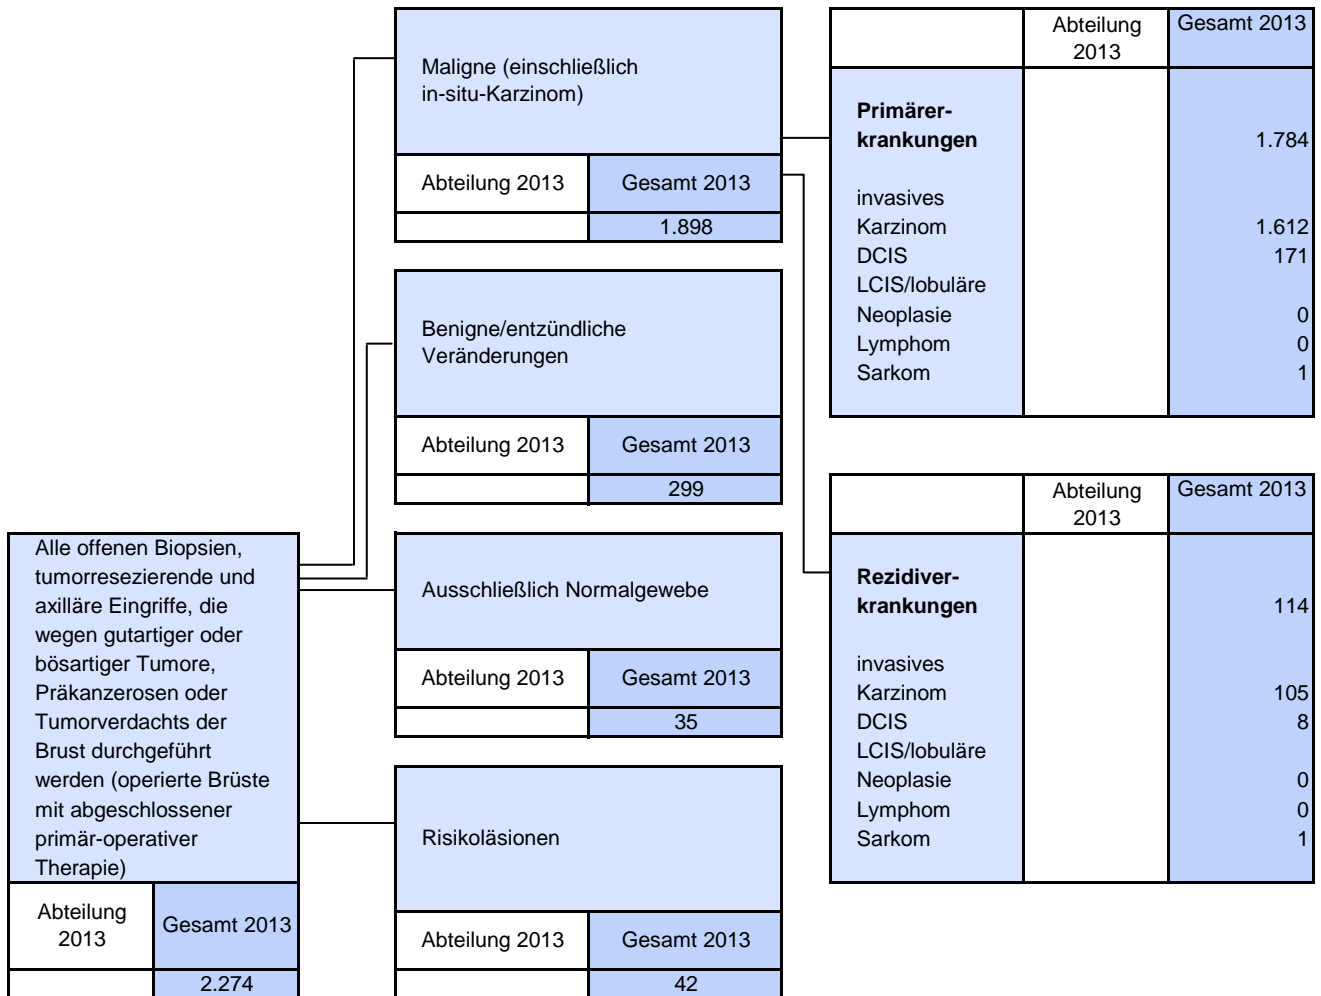 Alle offenen Biopsien,
tumorresezierende und
axilläre Eingriffe, die
wegen gutartiger oder
bösartiger Tumore,
Präkanzerosen oder
Tumorverdachts der
Brust durchgeführt
werden (operierte Brüste
mit abgeschlossener
primär-operativer
Therapie)
Abteilung
2013
Gesamt 2013
2.274
Maligne (einschließlich
in-situ-Karzinom)
Abteilung 2013 Gesamt 2013
1.898
Benigne/entzündliche
Veränderungen
Abteilung 2013 Gesamt 2013
299
Ausschließlich Normalgewebe
Abteilung 2013 Gesamt 2013
35
Risikoläsionen
Abteilung 2013 Gesamt 2013
42
Abteilung
2013
Gesamt 2013
Primärer-
krankungen 1.784
invasives
Karzinom 1.612
DCIS 171
LCIS/lobuläre
Neoplasie 0
Lymphom 0
Sarkom 1
Abteilung
2013
Gesamt 2013
Rezidiver-
krankungen 114
invasives
Karzinom 105
DCIS 8
LCIS/lobuläre
Neoplasie 0
Lymphom 0
Sarkom 1